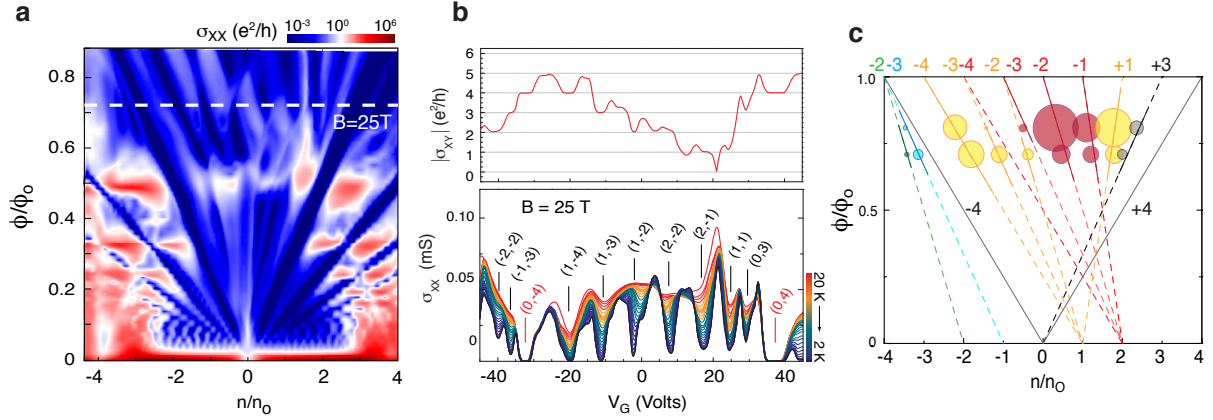 a
σXX (e²/h)
10⁻³ 10⁰ 10⁶
B=25T
ϕ/ϕo
0.8
0.6
0.4
0.2
0
-4 -2 0 2 4
n/no
b
|σXY| (e²/h)
6
5
4
3
2
1
0
B = 25 T
σXX (mS)
0.10
0.05
0
(-2,-2)
(-1,-3)
(0,-4)
(1,-4)
(1,-3)
(1,-2)
(2,-2)
(2,-1)
(1,1)
(0,3)
(0,4)
20 K
2 K
-40 -20 0 20 40
VG (Volts)
c
-2 -3 -4 -3 -4 -2 -3 -2 -1 +1 +3
ϕ/ϕo
1.0
0.5
0
-4
+4
-4 -3 -2 -1 0 1 2 3 4
n/nO